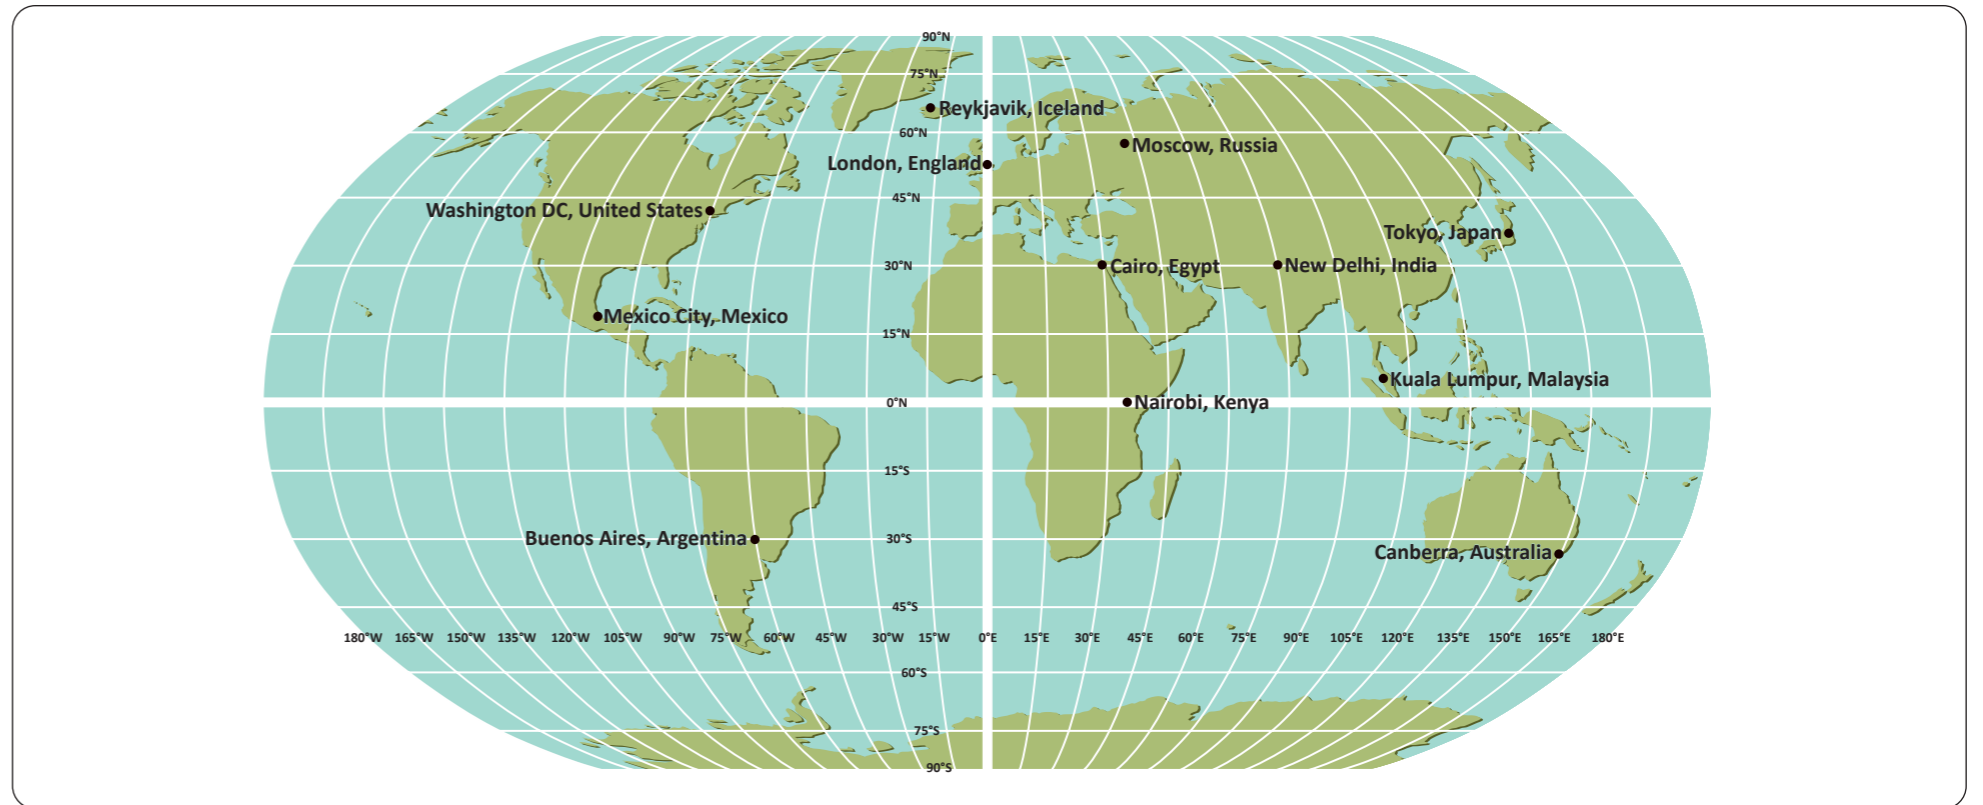 90°N
75°N
Reykjavik, Iceland
60°N
Moscow, Russia
London, England
45°N
Washington DC, United States
Tokyo, Japan
30°N
Cairo, Egypt
New Delhi, India
Mexico City, Mexico
15°N
Kuala Lumpur, Malaysia
0°N
Nairobi, Kenya
15°S
30°S
Buenos Aires, Argentina
Canberra, Australia
45°S
180°W 165°W 150°W 135°W 120°W 105°W 90°W 75°W 60°W 45°W 30°W 15°W 0°E 15°E 30°E 45°E 60°E 75°E 90°E 105°E 120°E 135°E 150°E 165°E 180°E
60°S
75°S
90°S